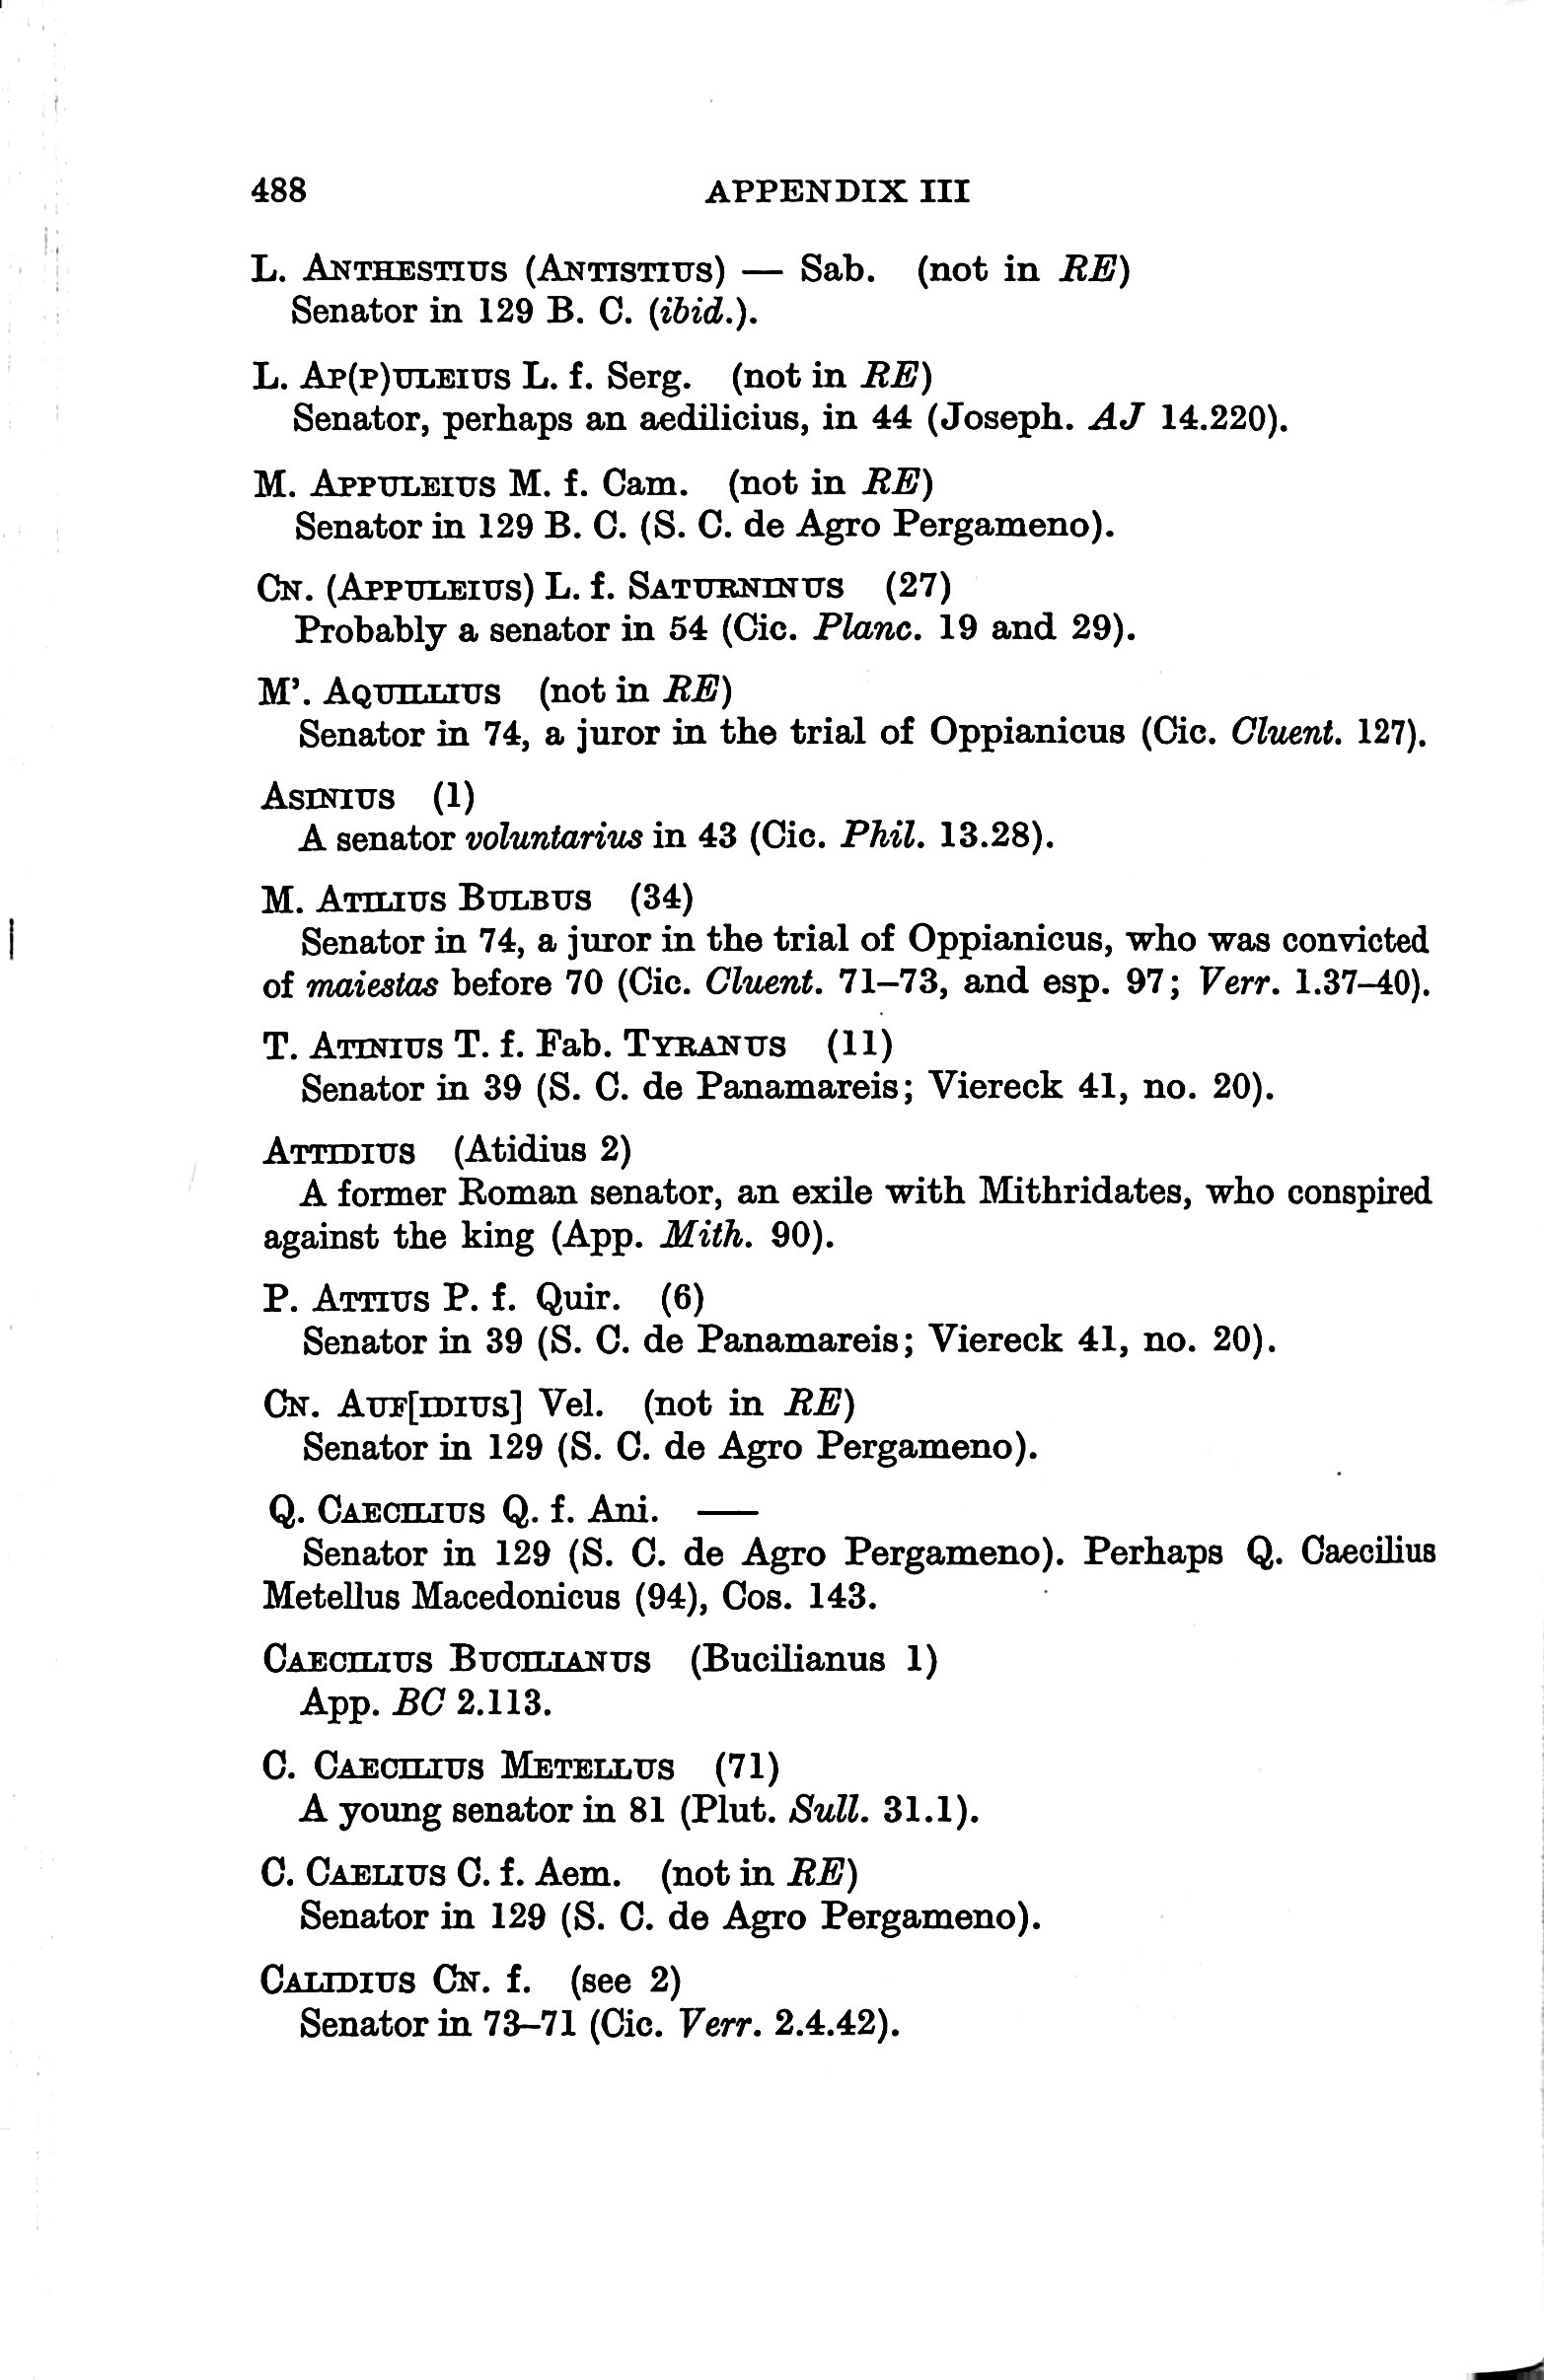 488 APPENDIX III
L. ANTHESTIUS (ANTISTIUS) — Sab. (not in RE)
Senator in 129 B. C. (ibid.).
L. AP(P)ULEIUS L. f. Serg. (not in RE)
Senator, perhaps an aedilicius, in 44 (Joseph. AJ 14.220).
M. APPULEIUS M. f. Cam. (not in RE)
Senator in 129 B. C. (S. C. de Agro Pergameno).
CN. (APPULEIUS) L. f. SATURNINUS (27)
Probably a senator in 54 (Cic. Planc. 19 and 29).
M’. AQUILLIUS (not in RE)
Senator in 74, a juror in the trial of Oppianicus (Cic. Cluent. 127).
ASINIUS (1)
A senator voluntarius in 43 (Cic. Phil. 13.28).
M. ATILIUS BULBUS (34)
Senator in 74, a juror in the trial of Oppianicus, who was convicted
of maiestas before 70 (Cic. Cluent. 71–73, and esp. 97; Verr. 1.37–40).
T. ATINIUS T. f. Fab. TYRANUS (11)
Senator in 39 (S. C. de Panamareis; Viereck 41, no. 20).
ATTIDIUS (Atidius 2)
A former Roman senator, an exile with Mithridates, who conspired
against the king (App. Mith. 90).
P. ATTIUS P. f. Quir. (6)
Senator in 39 (S. C. de Panamareis; Viereck 41, no. 20).
CN. AUF[IDIUS] Vel. (not in RE)
Senator in 129 (S. C. de Agro Pergameno).
Q. CAECILIUS Q. f. Ani. —
Senator in 129 (S. C. de Agro Pergameno). Perhaps Q. Caecilius
Metellus Macedonicus (94), Cos. 143.
CAECILIUS BUCILIANUS (Bucilianus 1)
App. BC 2.113.
C. CAECILIUS METELLUS (71)
A young senator in 81 (Plut. Sull. 31.1).
C. CAELIUS C. f. Aem. (not in RE)
Senator in 129 (S. C. de Agro Pergameno).
CALIDIUS CN. f. (see 2)
Senator in 73–71 (Cic. Verr. 2.4.42).